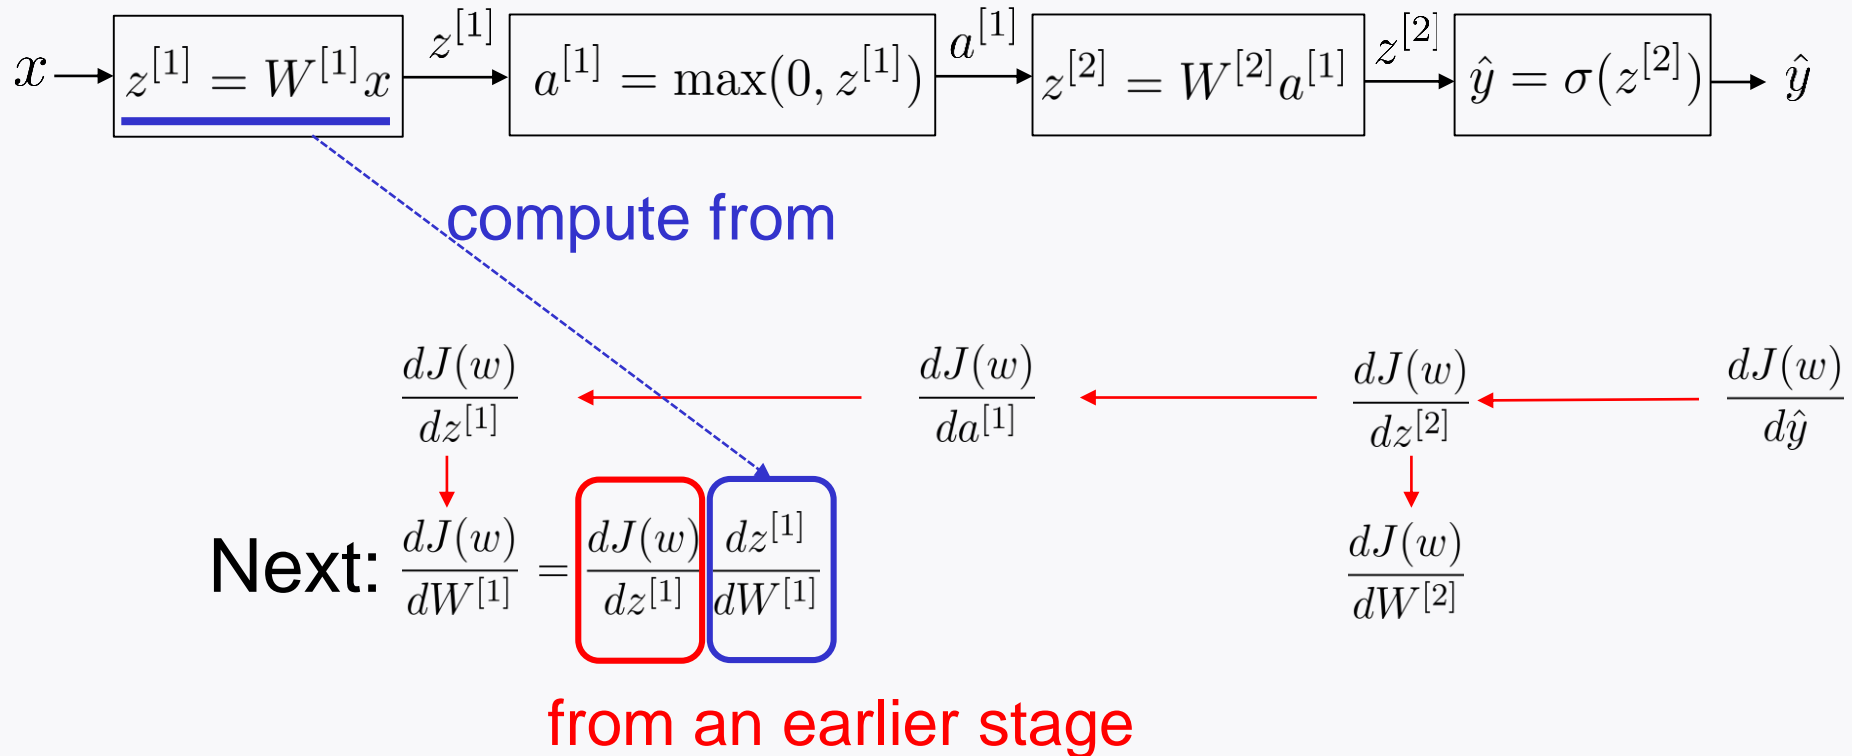 x z^{[1]} = W^{[1]}x z^{[1]} a^{[1]} = max(0, z^{[1]}) a^{[1]} z^{[2]} = W^{[2]}a^{[1]} z^{[2]} ŷ = σ(z^{[2]}) ŷ
compute from
dJ(w)/dz^{[1]} dJ(w)/da^{[1]} dJ(w)/dz^{[2]} dJ(w)/dŷ
Next: dJ(w)/dW^{[1]} = dJ(w)/dz^{[1]} dz^{[1]}/dW^{[1]} dJ(w)/dW^{[2]}
from an earlier stage